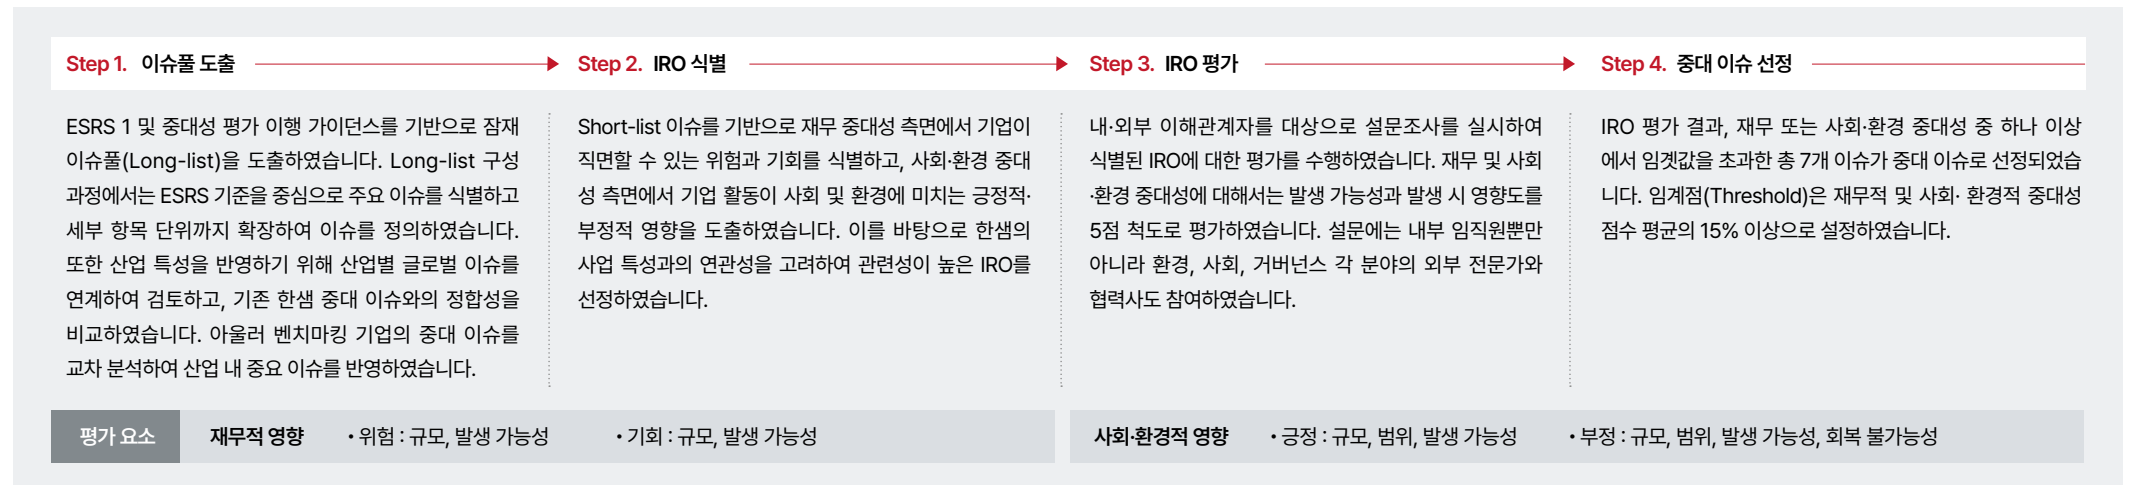 Step 1. 이슈풀 도출
ESRS 1 및 중대성 평가 이행 가이던스를 기반으로 잠재
이슈풀(Long-list)을 도출하였습니다. Long-list 구성
과정에서는 ESRS 기준을 중심으로 주요 이슈를 식별하고
세부 항목 단위까지 확장하여 이슈를 정의하였습니다.
또한 산업 특성을 반영하기 위해 산업별 글로벌 이슈를
연계하여 검토하고, 기존 한샘 중대 이슈와의 정합성을
비교하였습니다. 아울러 벤치마킹 기업의 중대 이슈를
교차 분석하여 산업 내 중요 이슈를 반영하였습니다.
Step 2. IRO 식별
Short-list 이슈를 기반으로 재무 중대성 측면에서 기업이
직면할 수 있는 위험과 기회를 식별하고, 사회·환경 중대
성 측면에서 기업 활동이 사회 및 환경에 미치는 긍정적·
부정적 영향을 도출하였습니다. 이를 바탕으로 한샘의
사업 특성과의 연관성을 고려하여 관련성이 높은 IRO를
선정하였습니다.
Step 3. IRO 평가
내·외부 이해관계자를 대상으로 설문조사를 실시하여
식별된 IRO에 대한 평가를 수행하였습니다. 재무 및 사회
·환경 중대성에 대해서는 발생 가능성과 발생 시 영향도를
5점 척도로 평가하였습니다. 설문에는 내부 임직원뿐만
아니라 환경, 사회, 거버넌스 각 분야의 외부 전문가와
협력사도 참여하였습니다.
Step 4. 중대 이슈 선정
IRO 평가 결과, 재무 또는 사회·환경 중대성 중 하나 이상
에서 임곗값을 초과한 총 7개 이슈가 중대 이슈로 선정되었습
니다. 임계점(Threshold)은 재무적 및 사회· 환경적 중대성
점수 평균의 15% 이상으로 설정하였습니다.
평가 요소 재무적 영향 • 위험 : 규모, 발생 가능성 • 기회 : 규모, 발생 가능성 사회·환경적 영향 • 긍정 : 규모, 범위, 발생 가능성 • 부정 : 규모, 범위, 발생 가능성, 회복 불가능성